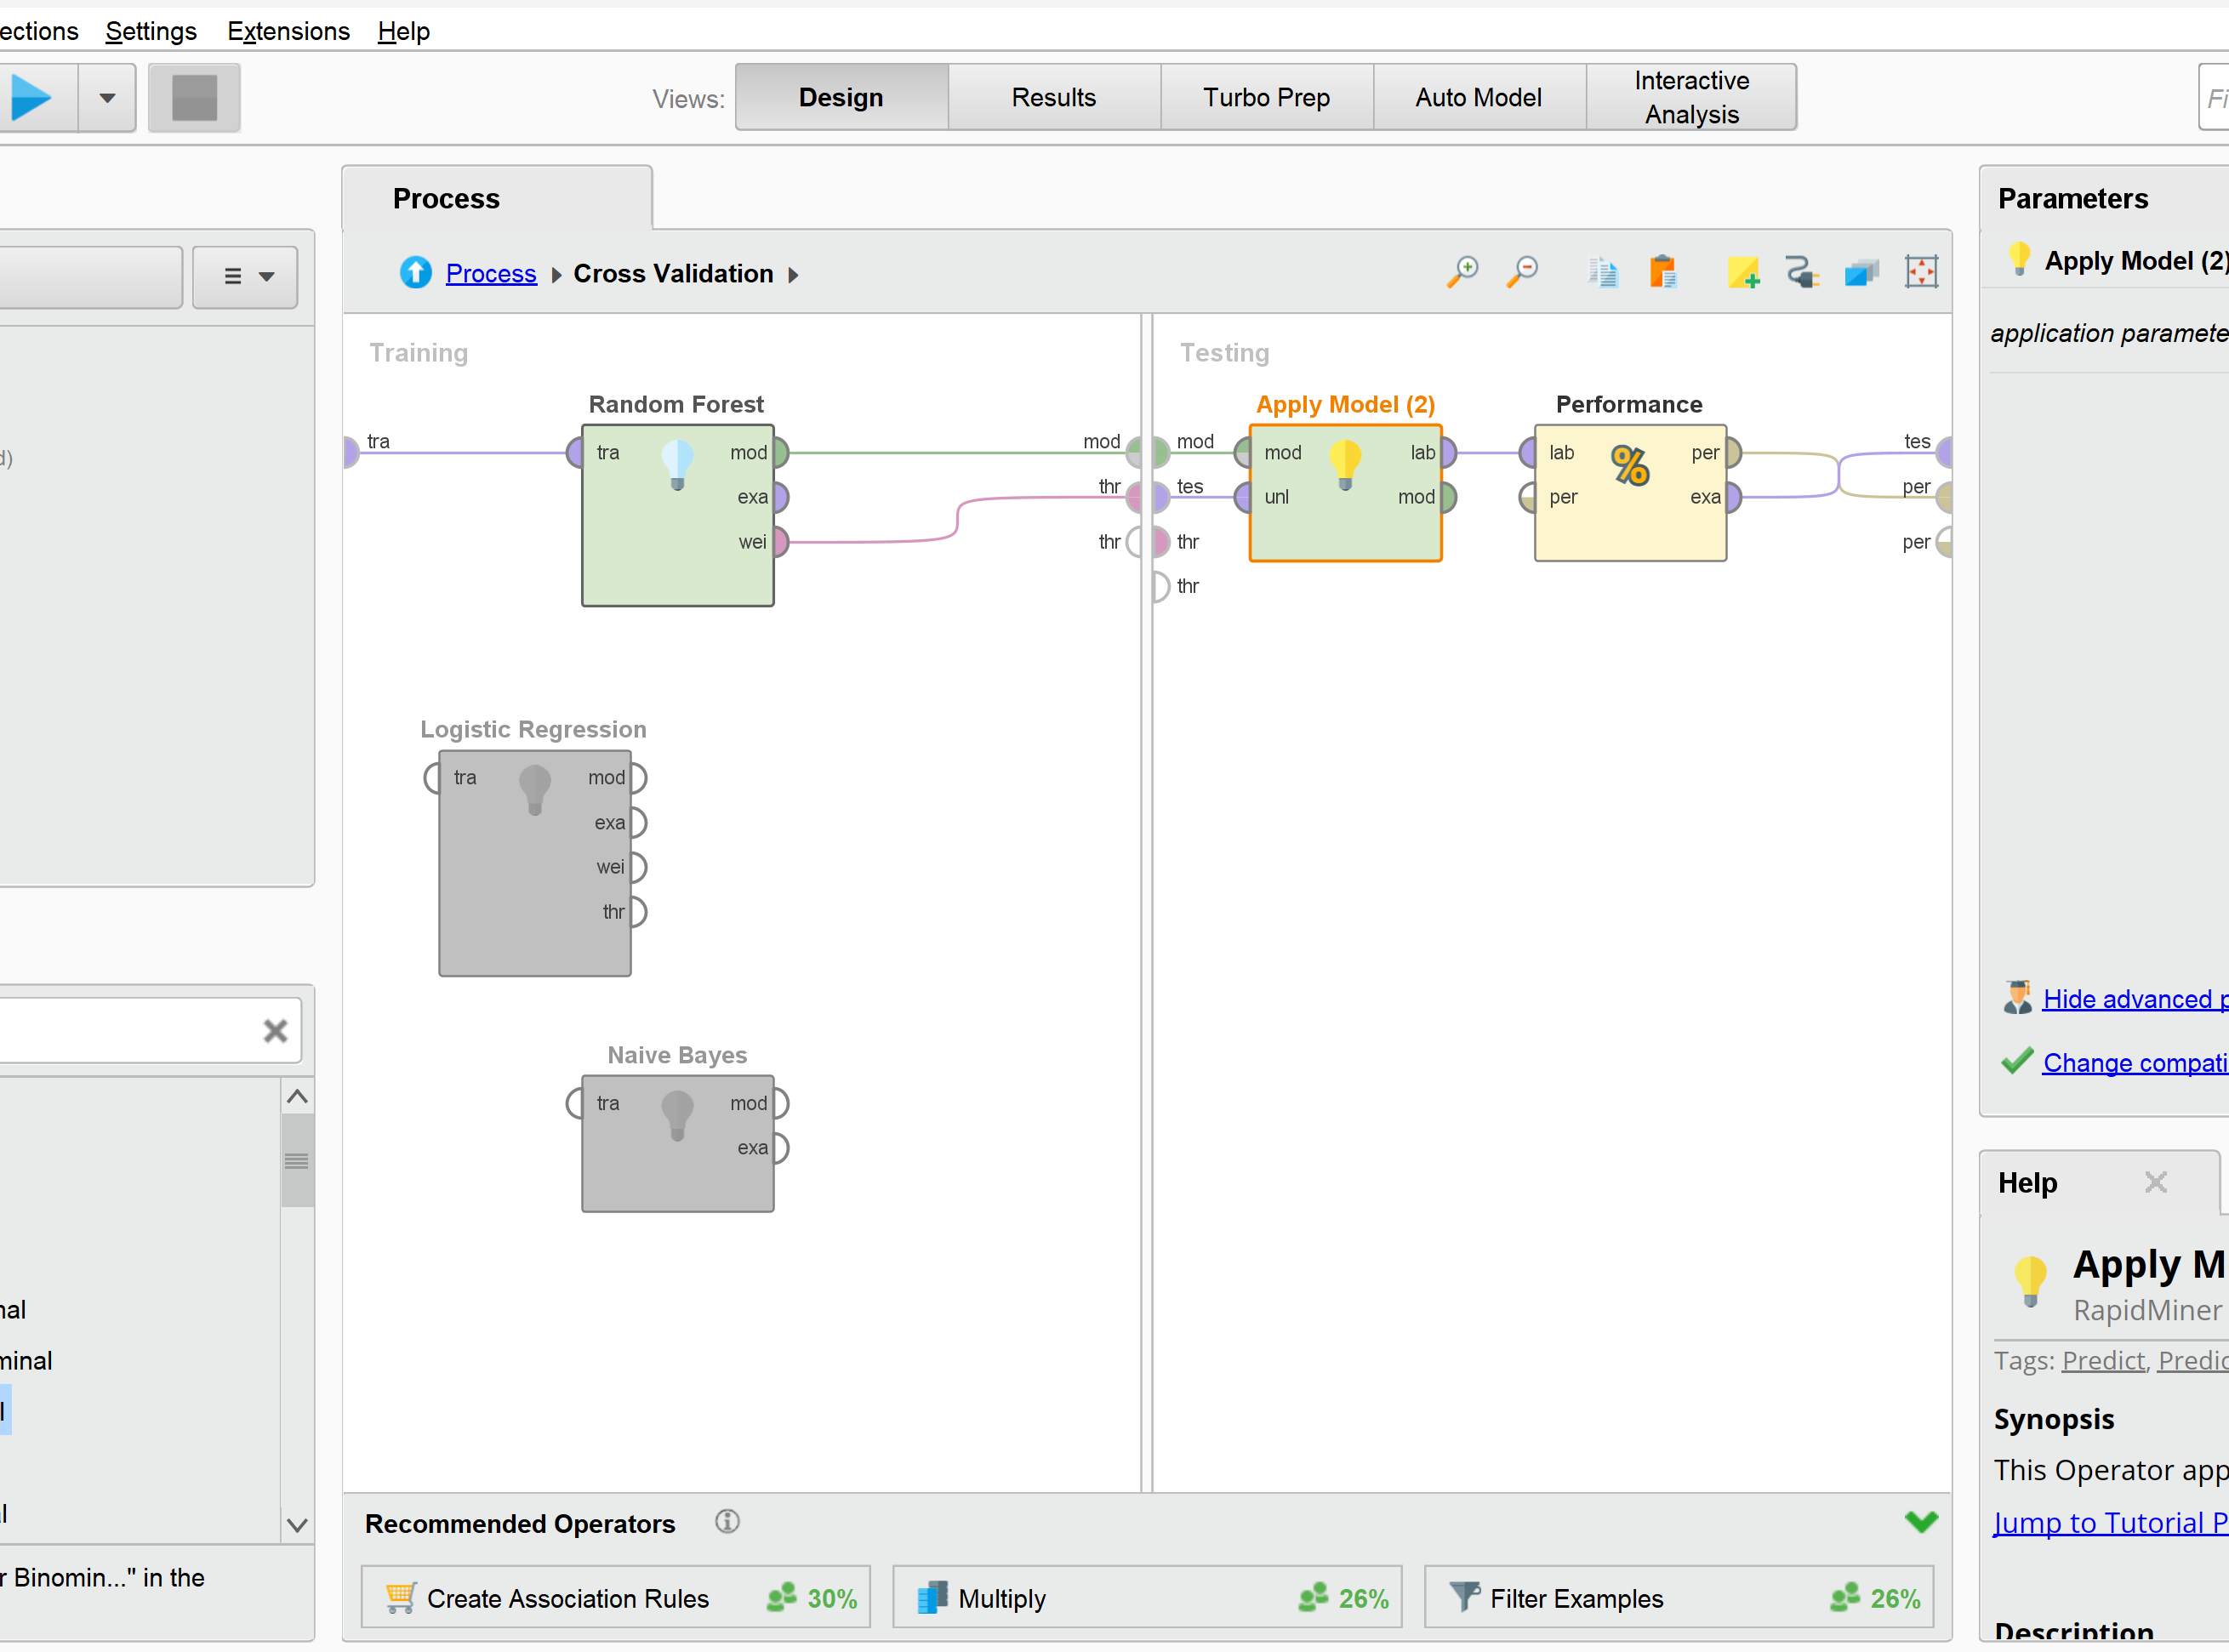 ections Settings Extensions Help
Views: Design Results Turbo Prep Auto Model Interactive Analysis
Fi
Process
Process Cross Validation
Training
Testing
Random Forest
tra
tra mod
exa
wei
mod
thr
thr
mod
tes
thr
thr
Apply Model (2)
mod lab
unl mod
Performance
lab per
per exa
tes
per
per
Logistic Regression
tra mod
exa
wei
thr
Naive Bayes
tra mod
exa
Recommended Operators
Create Association Rules 30%
Multiply 26%
Filter Examples 26%
d)
nal
minal
l
l
r Binomin..." in the
Parameters
Apply Model (2)
application paramete
Hide advanced p
Change compati
Help
Apply M
RapidMiner
Tags: Predict, Predic
Synopsis
This Operator app
Jump to Tutorial P
Description